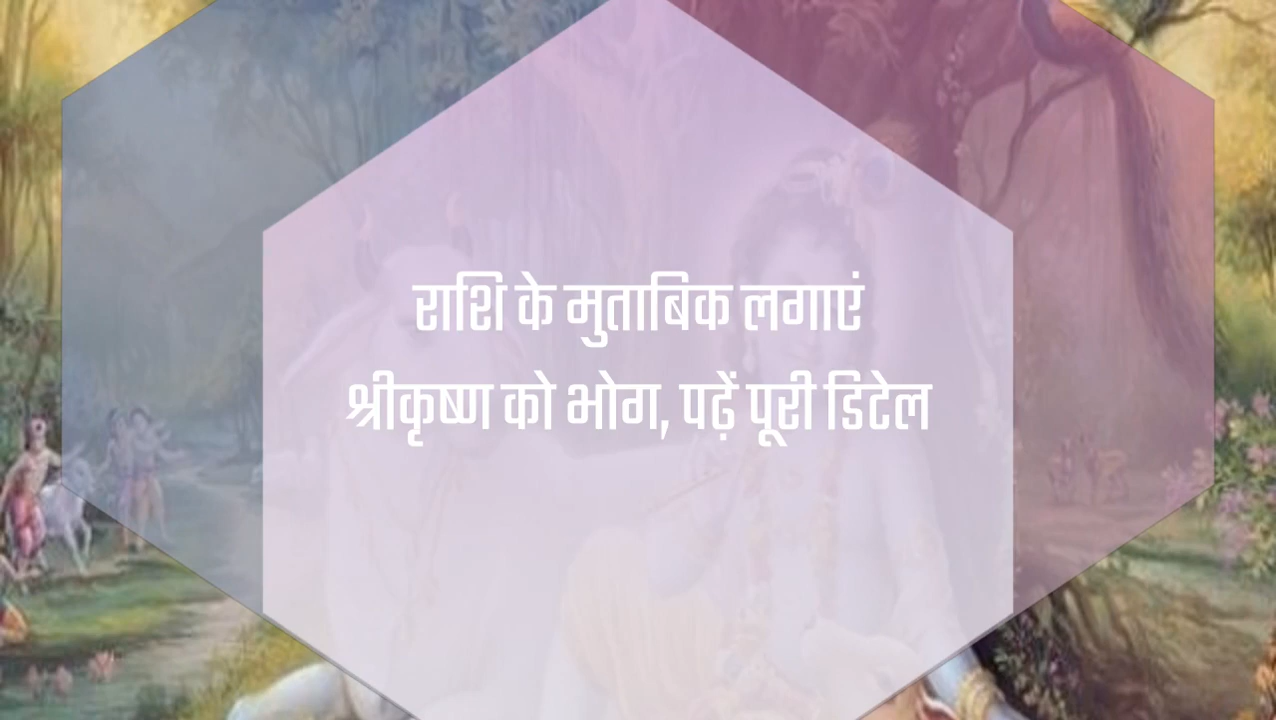 राशि के मुताबिक लगाएं
श्रीकृष्ण को भोग, पढ़ें पूरी डिटेल